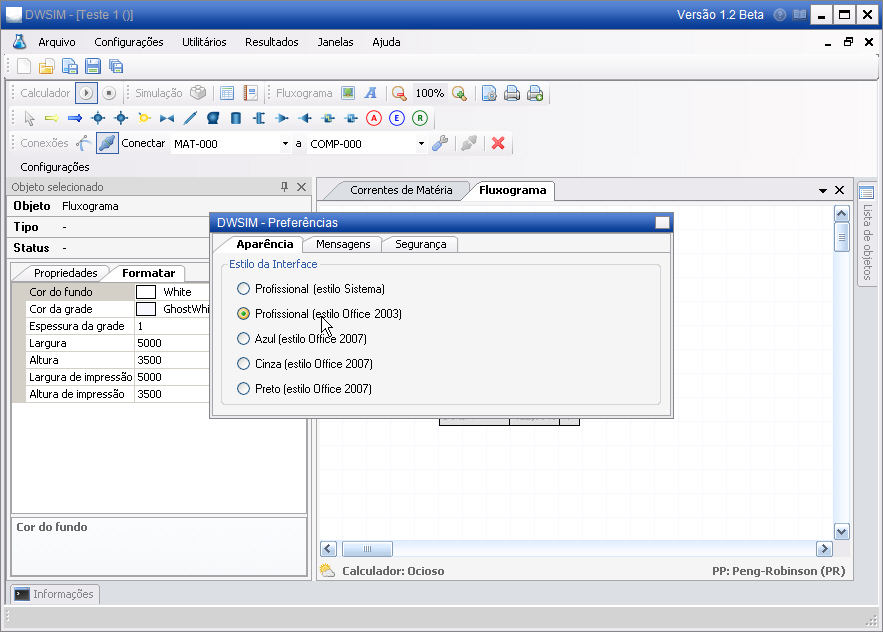 DWSIM - [Teste 1 ()]
Versão 1.2 Beta
Arquivo Configurações Utilitários Resultados Janelas Ajuda
Calculador Simulação Fluxograma A 100%
A E R
Conexões Conectar MAT-000 a COMP-000
Configurações
Objeto selecionado
Objeto Fluxograma
Tipo -
Status -
Propriedades Formatar
Cor do fundo White
Cor da grade GhostWhi
Espessura da grade 1
Largura 5000
Altura 3500
Largura de impressão 5000
Altura de impressão 3500
Cor do fundo
Correntes de Matéria Fluxograma
Lista de objetos
DWSIM - Preferências
Aparência Mensagens Segurança
Estilo da Interface
Profissional (estilo Sistema)
Profissional (estilo Office 2003)
Azul (estilo Office 2007)
Cinza (estilo Office 2007)
Preto (estilo Office 2007)
Calculador: Ocioso
PP: Peng-Robinson (PR)
Informações